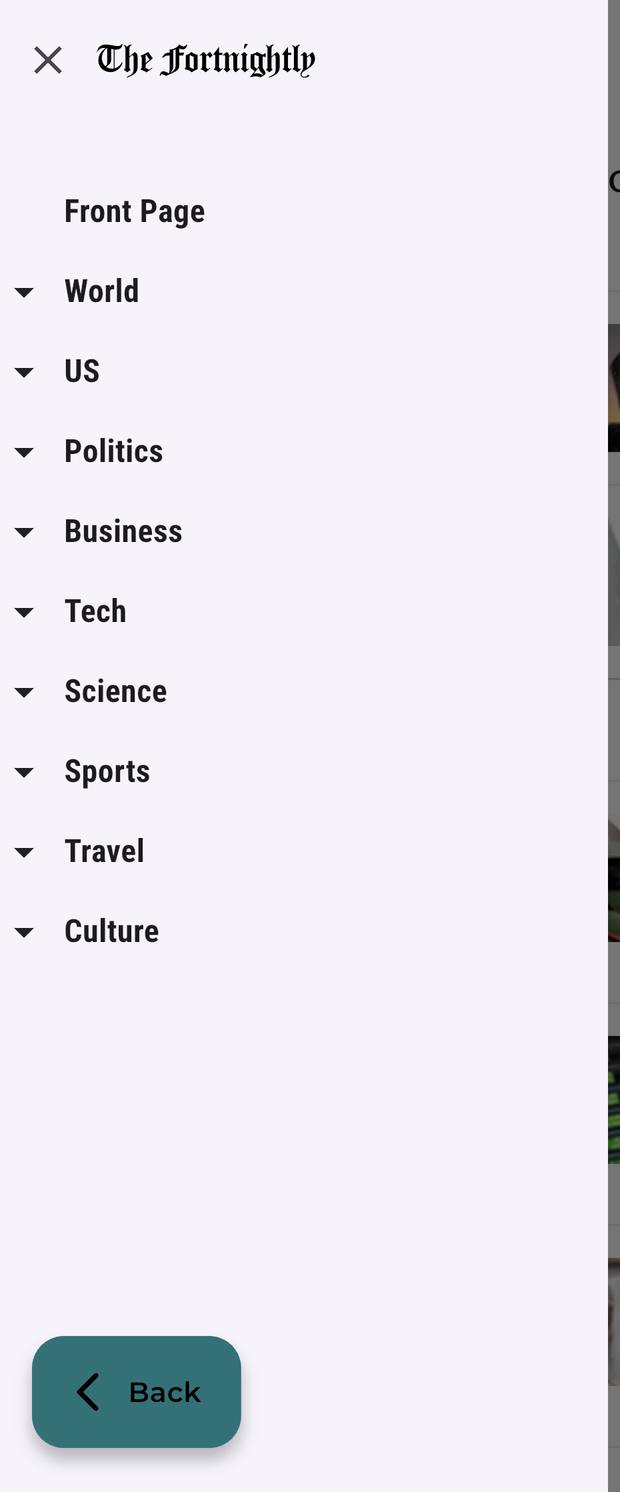 The Fortnightly
Front Page
World
US
Politics
Business
Tech
Science
Sports
Travel
Culture
Back